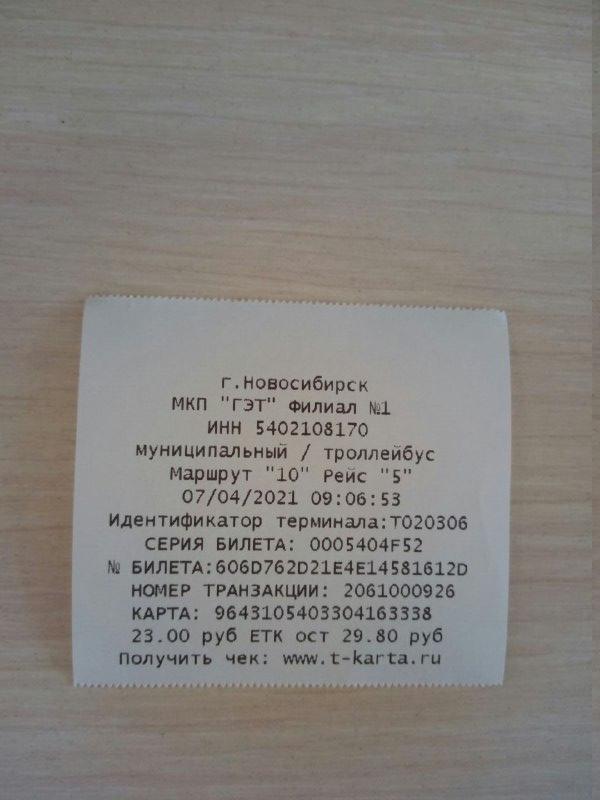 г.Новосибирск
МКП "ГЭТ" Филиал №1
ИНН 5402108170
муниципальный / троллейбус
Маршрут "10" Рейс "5"
07/04/2021 09:06:53
Идентификатор терминала:T020306
СЕРИЯ БИЛЕТА: 0005404F52
№ БИЛЕТА:606D762D21E4E14581612D
НОМЕР ТРАНЗАКЦИИ: 2061000926
КАРТА: 9643105403304163338
23.00 руб ЕТК ост 29.80 руб
Получить чек: www.t-karta.ru